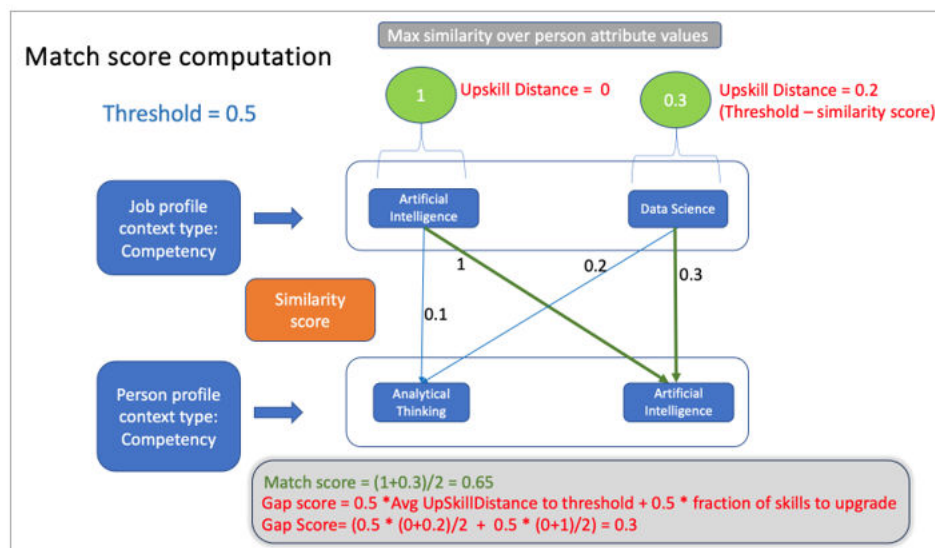 Max similarity over person attribute values
Match score computation
Threshold = 0.5
1
Upskill Distance = 0
0.3
Upskill Distance = 0.2
(Threshold – similarity score)
Job profile
context type:
Competency
Artificial
Intelligence
Data Science
1
0.2
0.3
0.1
Similarity
score
Person profile
context type:
Competency
Analytical
Thinking
Artificial
Intelligence
Match score = (1+0.3)/2 = 0.65
Gap score = 0.5 *Avg UpSkillDistance to threshold + 0.5 * fraction of skills to upgrade
Gap Score= (0.5 * (0+0.2)/2 + 0.5 * (0+1)/2) = 0.3